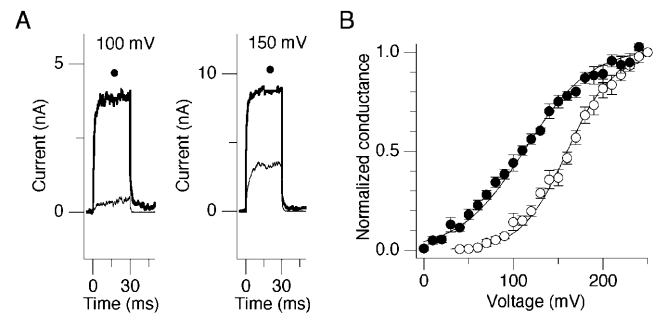 A
B
100 mV
150 mV
5
0
Current (nA)
0 30
Time (ms)
10
0
Current (nA)
0 30
Time (ms)
1.0
0.5
0.0
Normalized conductance
0 100 200
Voltage (mV)